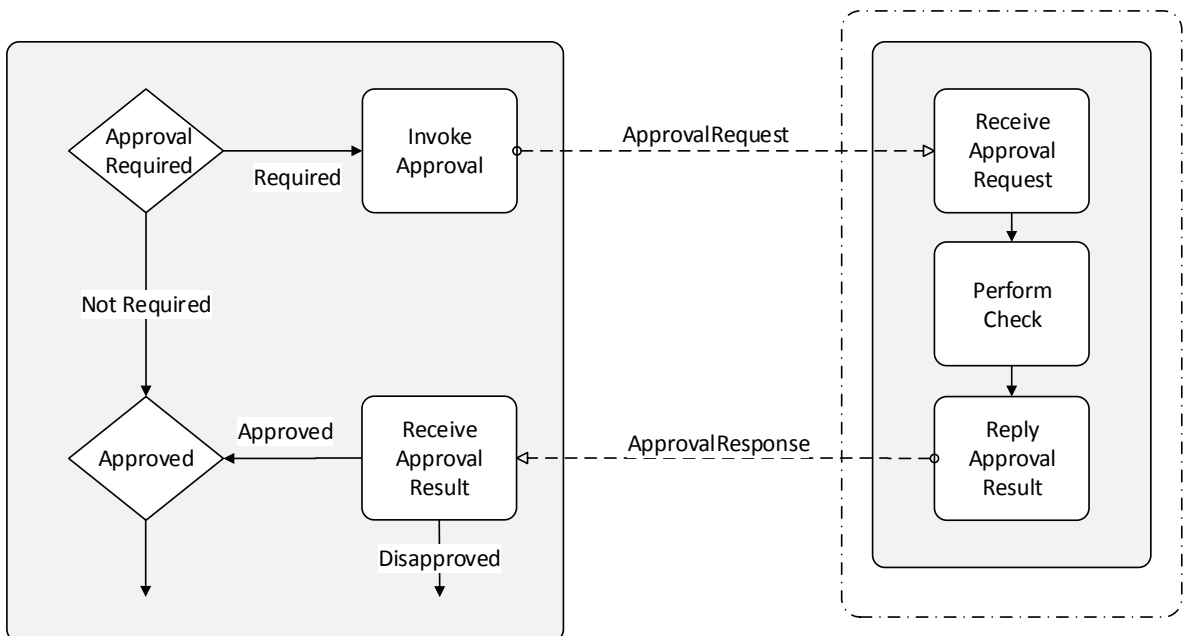 Approval
Required
Required
Invoke
Approval
ApprovalRequest
Receive
Approval
Request
Not Required
Perform
Check
Approved
Approved
Receive
Approval
Result
Disapproved
ApprovalResponse
Reply
Approval
Result